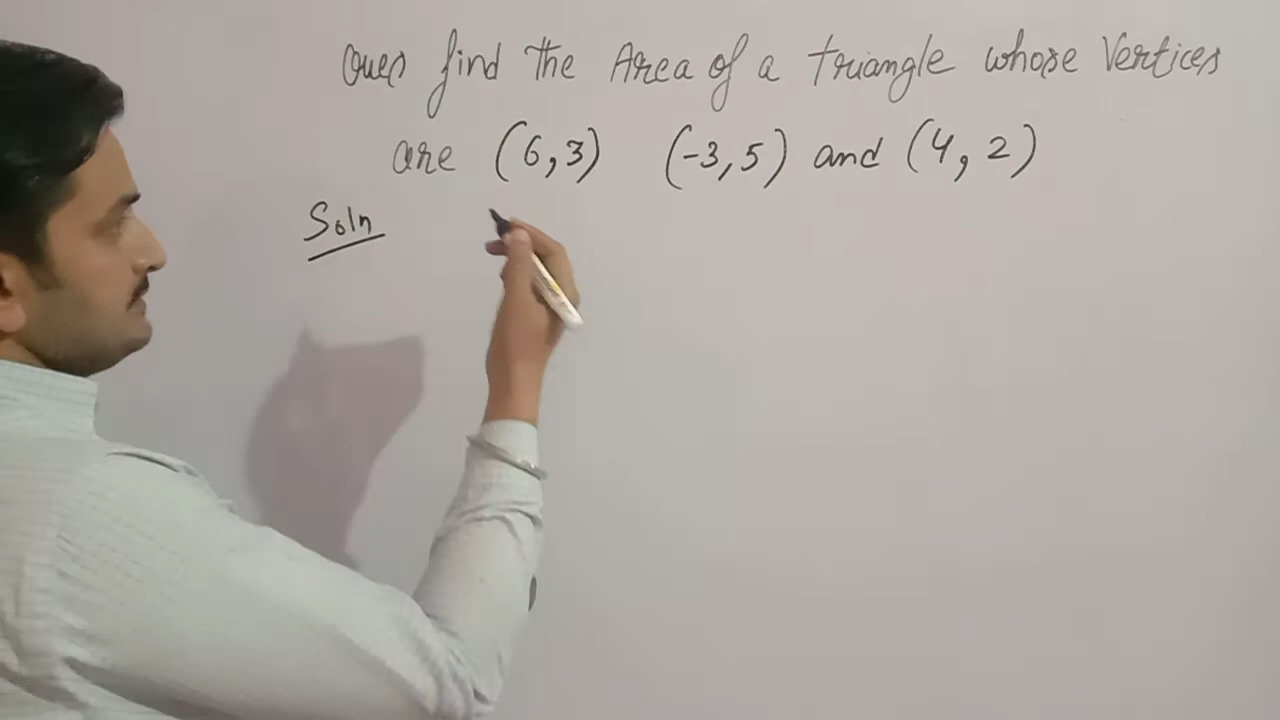 Ques find the Area of a triangle whose vertices
are (6,3) (-3,5) and (4,2)
Soln